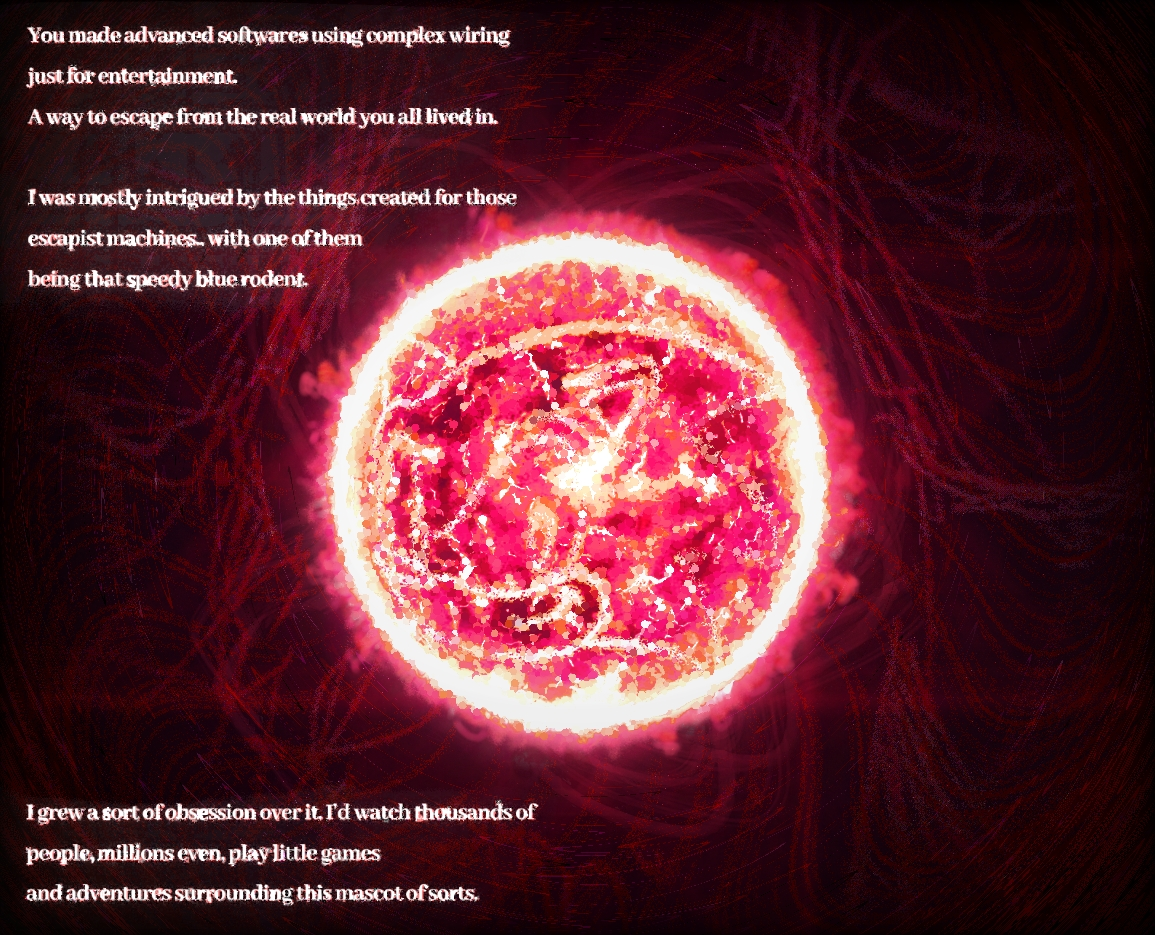 You made advanced softwares using complex wiring
just for entertainment.
A way to escape from the real world you all lived in.
I was mostly intrigued by the things created for those
escapist machines.. with one of them
being that speedy blue rodent.
I grew a sort of obsession over it. I'd watch thousands of
people, millions even, play little games
and adventures surrounding this mascot of sorts.